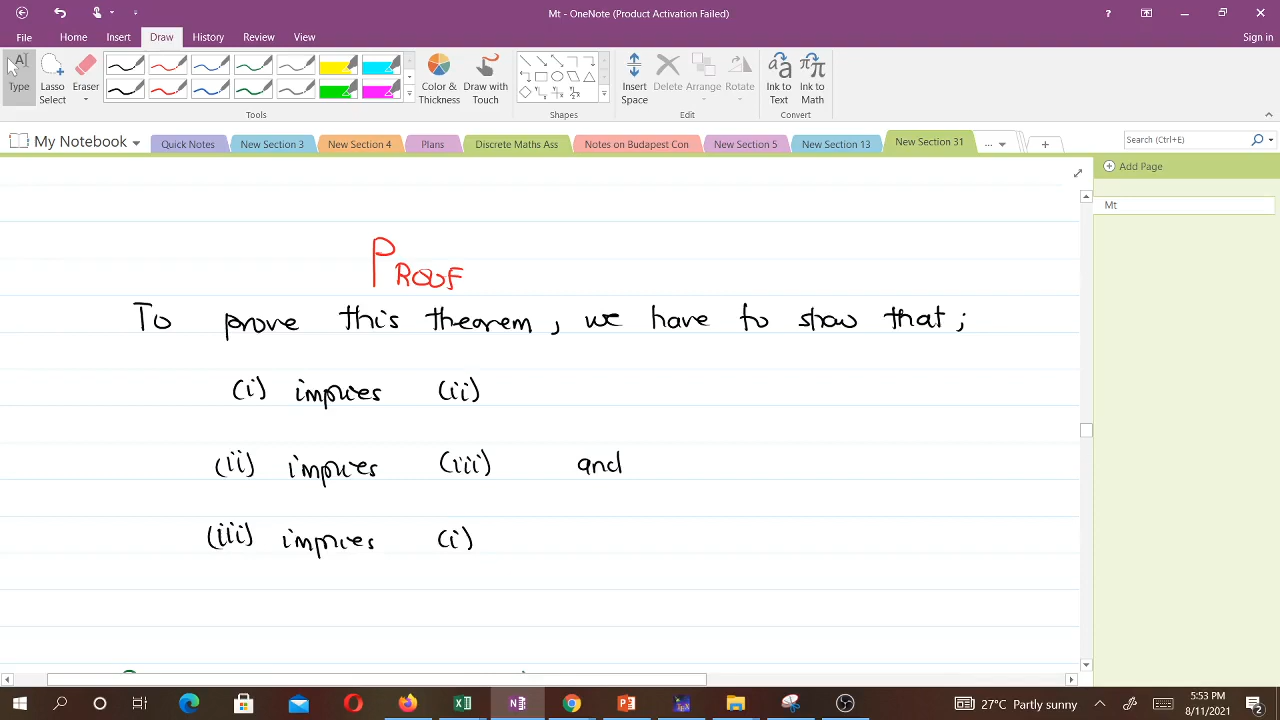 Mt - OneNote (Product Activation Failed)
File Home Insert Draw History Review View Sign in
Type Lasso Select Eraser Color & Thickness Draw with Touch Insert Space Delete Arrange Rotate Ink to Text Ink to Math
Tools Shapes Edit Convert
My Notebook Quick Notes New Section 3 New Section 4 Plans Discrete Maths Ass Notes on Budapest Con New Section 5 New Section 13 New Section 31 ... Search (Ctrl+E)
Add Page
Mt
PROOF
To prove this theorem, we have to show that;
(i) implies (ii)
(ii) implies (iii) and
(iii) implies (i)
27°C Partly sunny
5:53 PM
8/11/2021